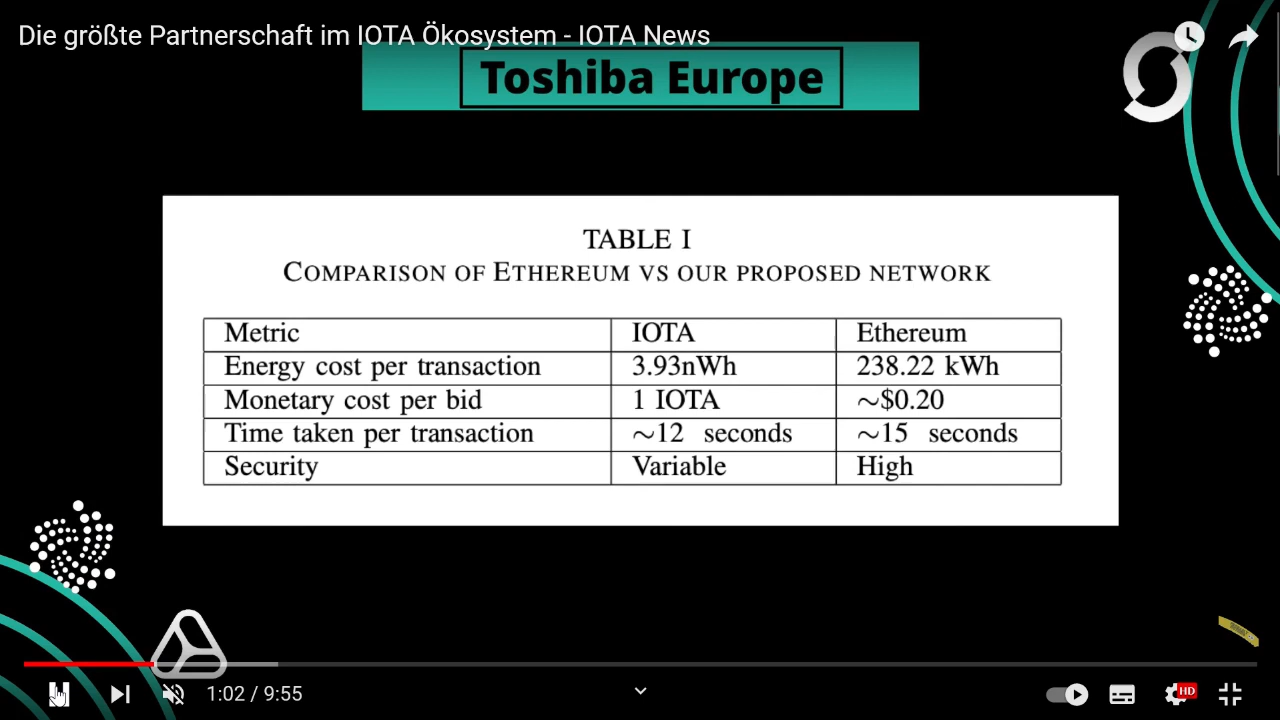 Die größte Partnerschaft im IOTA Ökosystem - IOTA News
Toshiba Europe
TABLE I
COMPARISON OF ETHEREUM VS OUR PROPOSED NETWORK
Metric IOTA Ethereum
Energy cost per transaction 3.93nWh 238.22 kWh
Monetary cost per bid 1 IOTA ~$0.20
Time taken per transaction ~12 seconds ~15 seconds
Security Variable High
1:02 / 9:55
HD